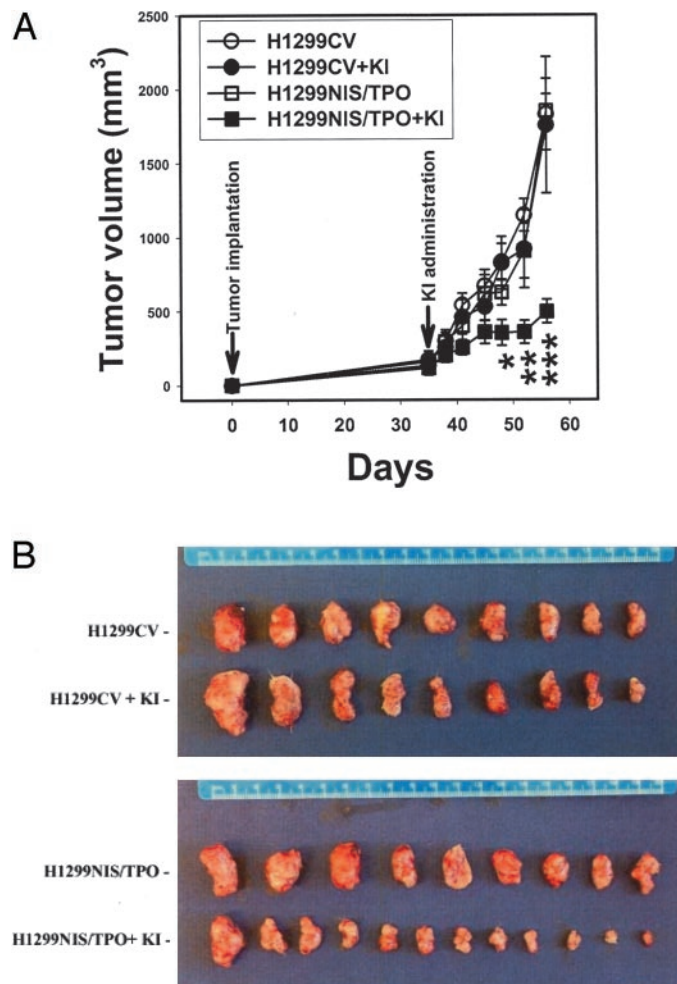 A
Tumor volume (mm³)
2500
2000
1500
1000
500
0
H1299CV
H1299CV+KI
H1299NIS/TPO
H1299NIS/TPO+KI
Tumor implantation
KI administration
*
**
***
0 10 20 30 40 50 60
Days
B
H1299CV -
H1299CV + KI -
H1299NIS/TPO -
H1299NIS/TPO+ KI -